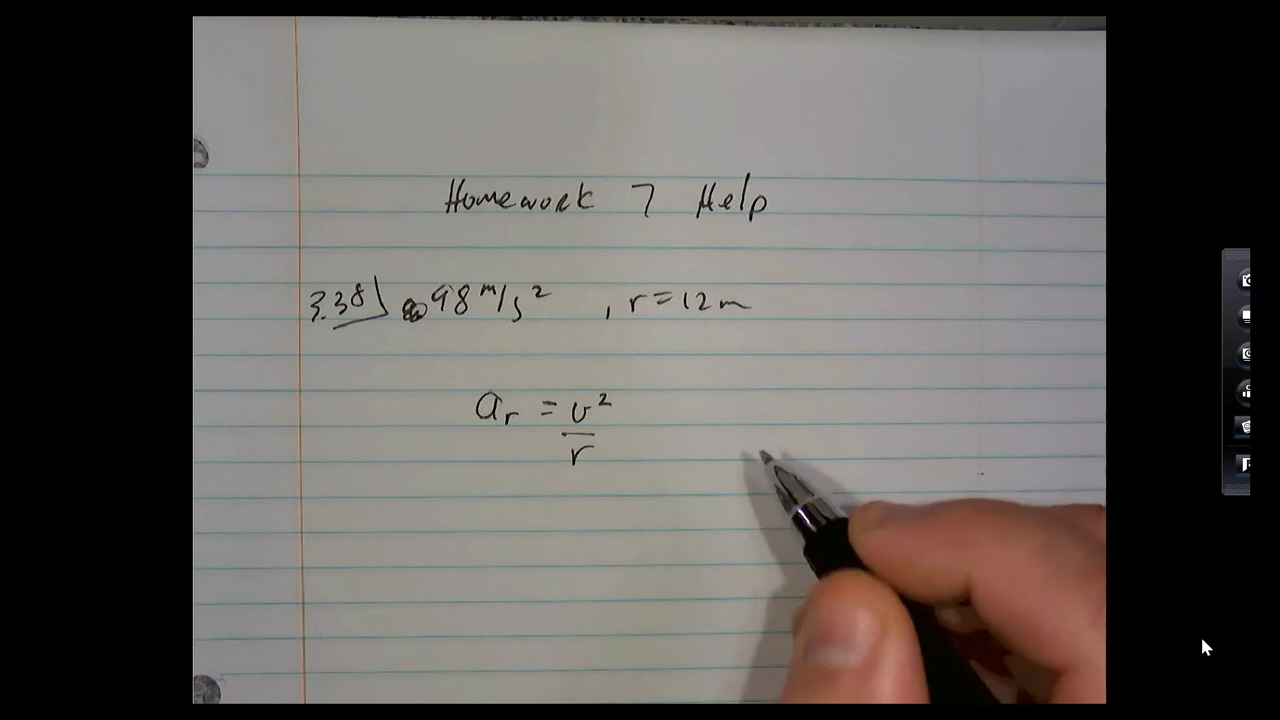 Homework 7 Help
3.38) 98 m/s², r=12m
aᵣ = v²
r